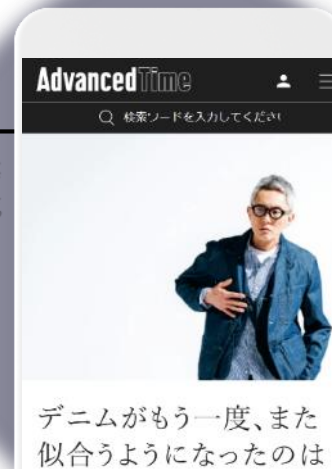 AdvancedTime
検索ワードを入力してくださ
デニムがもう一度、また
似合うようになったのは